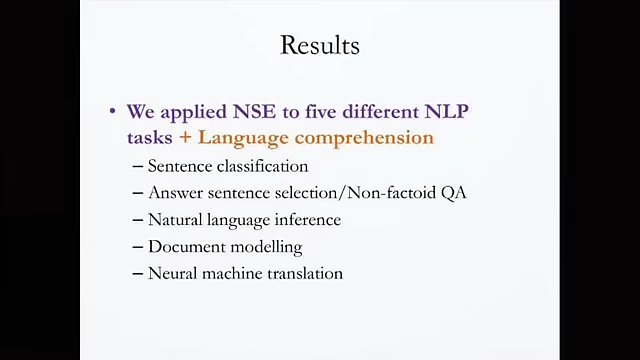 Results
• We applied NSE to five different NLP
tasks + Language comprehension
– Sentence classification
– Answer sentence selection/Non-factoid QA
– Natural language inference
– Document modelling
– Neural machine translation